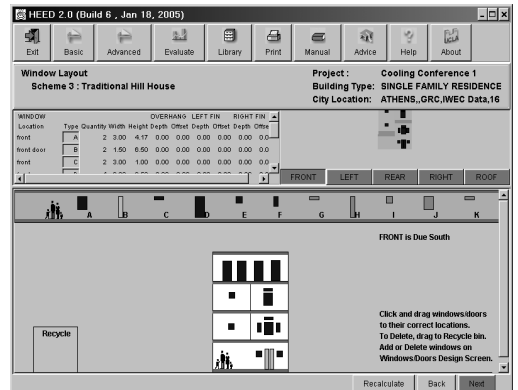 HEED 2.0 (Build 6 , Jan 18, 2005)
Exit Basic Advanced Evaluate Library Print Manual Advice Help About
Window Layout
Scheme 3 : Traditional Hill House
Project : Cooling Conference 1
Building Type: SINGLE FAMILY RESIDENCE
City Location: ATHENS,,GRC,IWEC Data,16
WINDOW OVERHANG LEFT FIN RIGHT FIN
Location Type Quantity Width Height Depth Offset Depth Offset Depth Offse
front A 2 3.00 4.17 0.00 0.00 0.00 0.00 0.00 0.0
front door B 2 1.50 6.50 0.00 0.00 0.00 0.00 0.00 0.0
front C 2 3.00 1.00 0.00 0.00 0.00 0.00 0.00 0.0
FRONT LEFT REAR RIGHT ROOF
A B C D E F G H I J K
FRONT is Due South
Click and drag windows/doors
to their correct locations.
To Delete, drag to Recycle bin.
Add or Delete windows on
Windows/Doors Design Screen.
Recycle
Recalculate Back Next